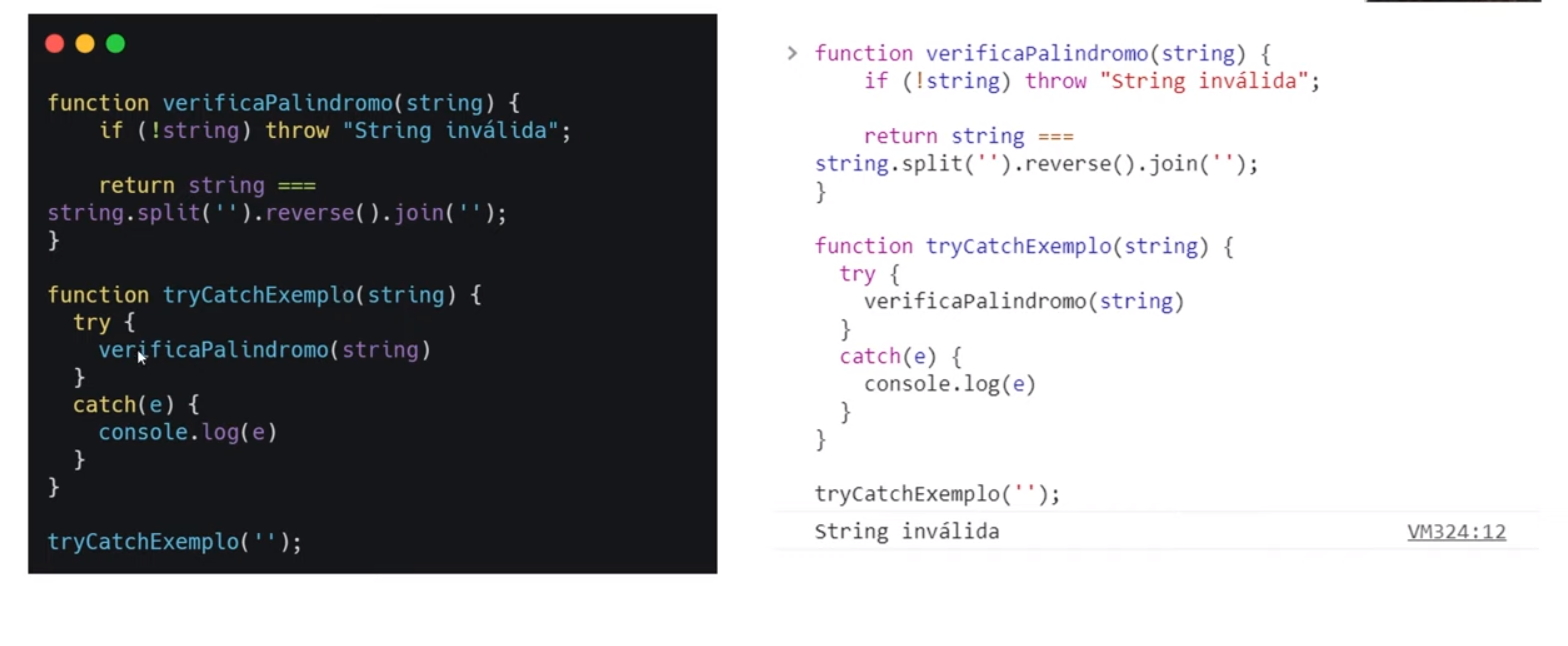 function verificaPalindromo(string) {
    if (!string) throw "String inválida";

    return string ===
string.split('').reverse().join('');
}

function tryCatchExemplo(string) {
  try {
    verificaPalindromo(string)
  }
  catch(e) {
    console.log(e)
  }
}

tryCatchExemplo('');

> function verificaPalindromo(string) {
    if (!string) throw "String inválida";

    return string ===
string.split('').reverse().join('');
}

function tryCatchExemplo(string) {
  try {
    verificaPalindromo(string)
  }
  catch(e) {
    console.log(e)
  }
}

tryCatchExemplo('');
String inválida VM324:12